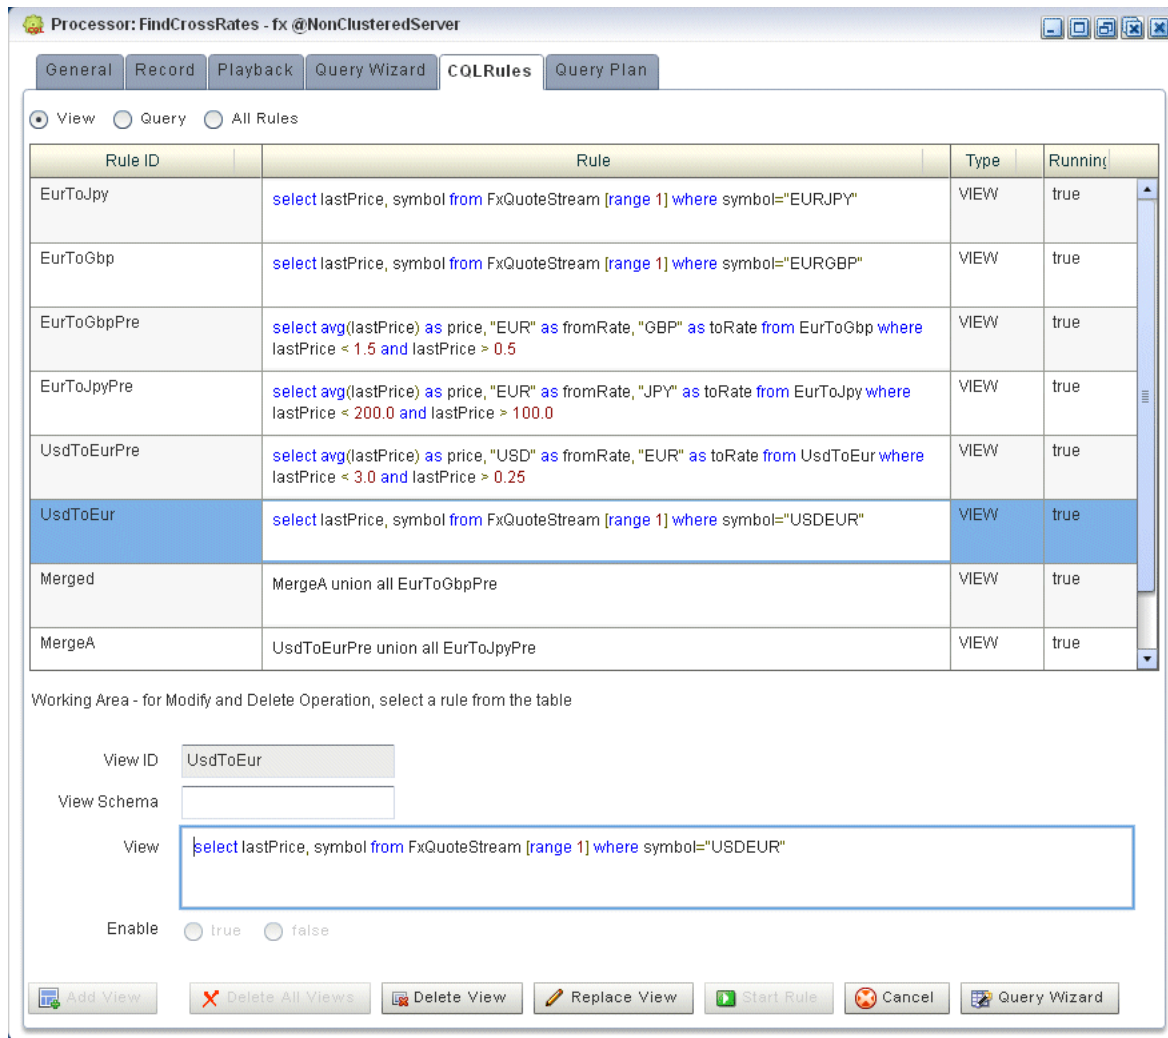 Processor: FindCrossRates - fx @NonClusteredServer
General Record Playback Query Wizard CQLRules Query Plan
View Query All Rules
Rule ID Rule Type Running
EurToJpy select lastPrice, symbol from FxQuoteStream [range 1] where symbol="EURJPY" VIEW true
EurToGbp select lastPrice, symbol from FxQuoteStream [range 1] where symbol="EURGBP" VIEW true
EurToGbpPre select avg(lastPrice) as price, "EUR" as fromRate, "GBP" as toRate from EurToGbp where VIEW true
lastPrice < 1.5 and lastPrice > 0.5
EurToJpyPre select avg(lastPrice) as price, "EUR" as fromRate, "JPY" as toRate from EurToJpy where VIEW true
lastPrice < 200.0 and lastPrice > 100.0
UsdToEurPre select avg(lastPrice) as price, "USD" as fromRate, "EUR" as toRate from UsdToEur where VIEW true
lastPrice < 3.0 and lastPrice > 0.25
UsdToEur select lastPrice, symbol from FxQuoteStream [range 1] where symbol="USDEUR" VIEW true
Merged MergeA union all EurToGbpPre VIEW true
MergeA UsdToEurPre union all EurToJpyPre VIEW true
Working Area - for Modify and Delete Operation, select a rule from the table
View ID UsdToEur
View Schema
View select lastPrice, symbol from FxQuoteStream [range 1] where symbol="USDEUR"
Enable true false
Add View Delete All Views Delete View Replace View Start Rule Cancel Query Wizard